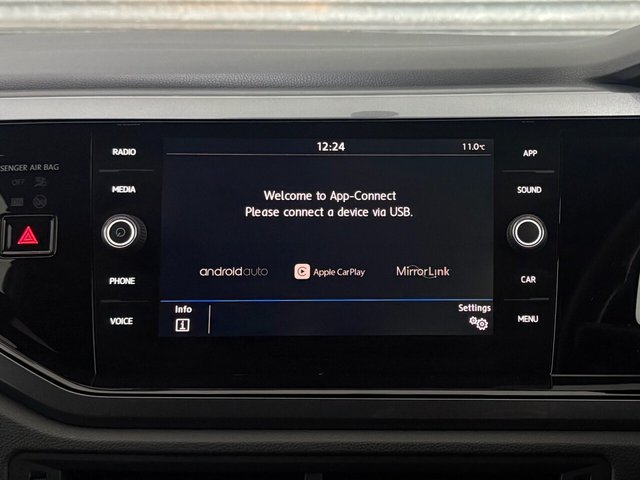 12:24
11.0°C
RADIO
APP
SENGER AIR BAG
OFF
MEDIA
SOUND
Welcome to App-Connect
Please connect a device via USB.
androidauto
Apple CarPlay
MirrorLink
PHONE
CAR
Info
Settings
VOICE
MENU